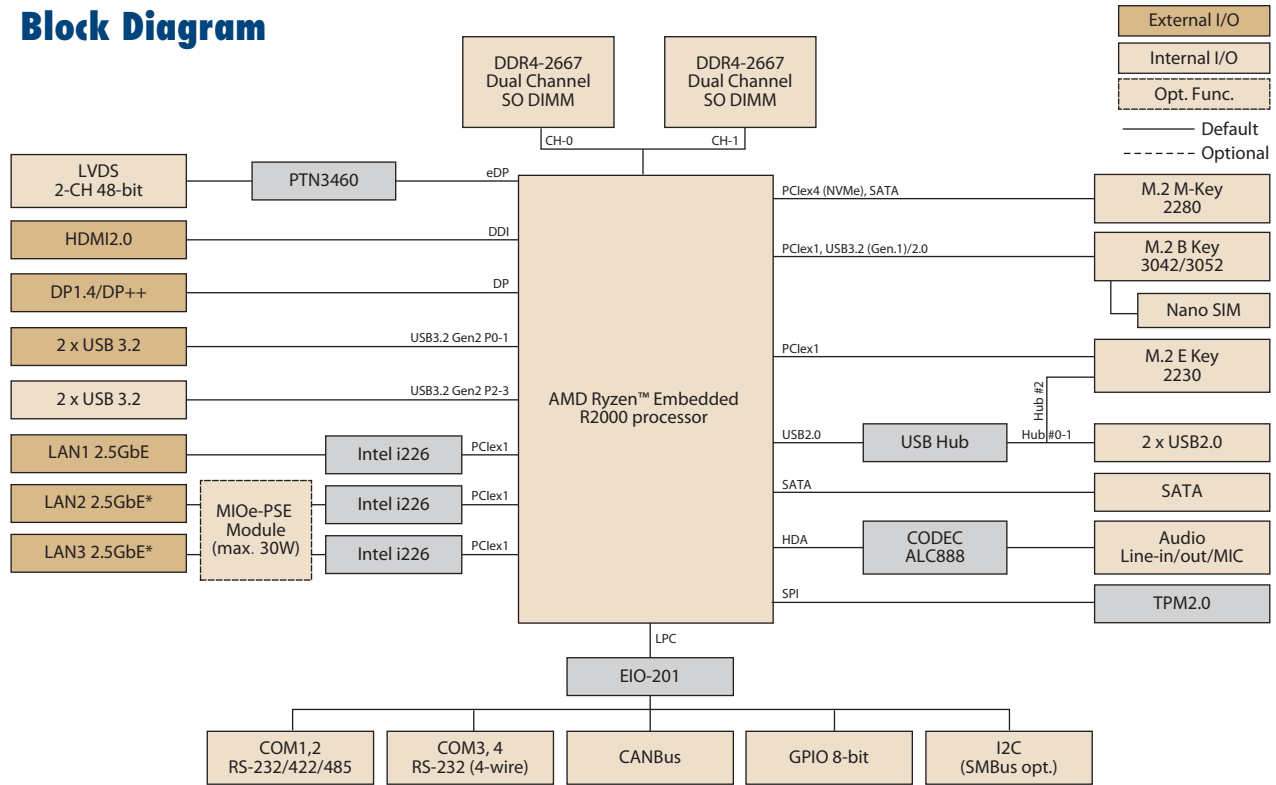 Block Diagram
External I/O
Internal I/O
Opt. Func.
Default
Optional
DDR4-2667
Dual Channel
SO DIMM
DDR4-2667
Dual Channel
SO DIMM
CH-0
CH-1
LVDS
2-CH 48-bit
PTN3460
eDP
HDMI2.0
DDI
DP1.4/DP++
DP
2 x USB 3.2
USB3.2 Gen2 P0-1
2 x USB 3.2
USB3.2 Gen2 P2-3
LAN1 2.5GbE
Intel i226
PCIex1
LAN2 2.5GbE*
MIOe-PSE
Module
(max. 30W)
Intel i226
PCIex1
LAN3 2.5GbE*
Intel i226
PCIex1
AMD Ryzen™ Embedded
R2000 processor
PCIex4 (NVMe), SATA
M.2 M-Key
2280
PCIex1, USB3.2 (Gen.1)/2.0
M.2 B Key
3042/3052
Nano SIM
PCIex1
M.2 E Key
2230
Hub #2
USB2.0
USB Hub
Hub #0-1
2 x USB2.0
SATA
SATA
HDA
CODEC
ALC888
Audio
Line-in/out/MIC
SPI
TPM2.0
LPC
EIO-201
COM1,2
RS-232/422/485
COM3, 4
RS-232 (4-wire)
CANBus
GPIO 8-bit
I2C
(SMBus opt.)